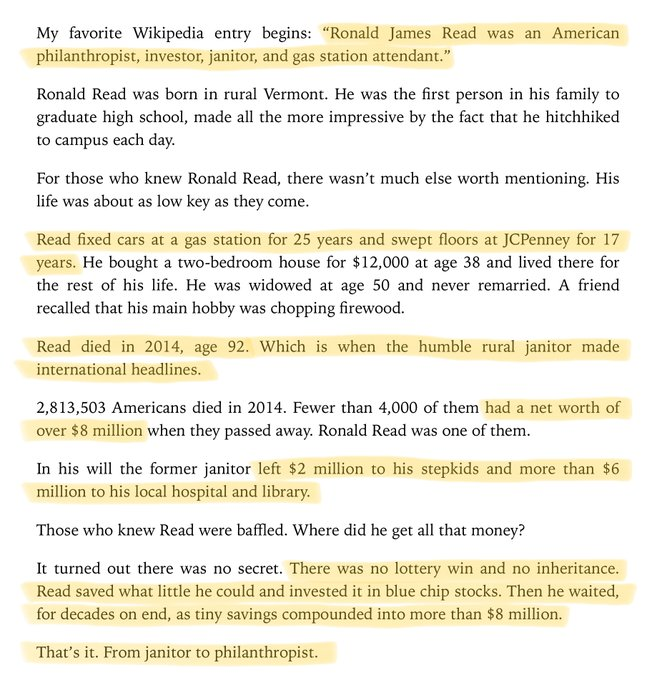 My favorite Wikipedia entry begins: “Ronald James Read was an American
philanthropist, investor, janitor, and gas station attendant.”
Ronald Read was born in rural Vermont. He was the first person in his family to
graduate high school, made all the more impressive by the fact that he hitchhiked
to campus each day.
For those who knew Ronald Read, there wasn’t much else worth mentioning. His
life was about as low key as they come.
Read fixed cars at a gas station for 25 years and swept floors at JCPenney for 17
years. He bought a two-bedroom house for $12,000 at age 38 and lived there for
the rest of his life. He was widowed at age 50 and never remarried. A friend
recalled that his main hobby was chopping firewood.
Read died in 2014, age 92. Which is when the humble rural janitor made
international headlines.
2,813,503 Americans died in 2014. Fewer than 4,000 of them had a net worth of
over $8 million when they passed away. Ronald Read was one of them.
In his will the former janitor left $2 million to his stepkids and more than $6
million to his local hospital and library.
Those who knew Read were baffled. Where did he get all that money?
It turned out there was no secret. There was no lottery win and no inheritance.
Read saved what little he could and invested it in blue chip stocks. Then he waited,
for decades on end, as tiny savings compounded into more than $8 million.
That’s it. From janitor to philanthropist.